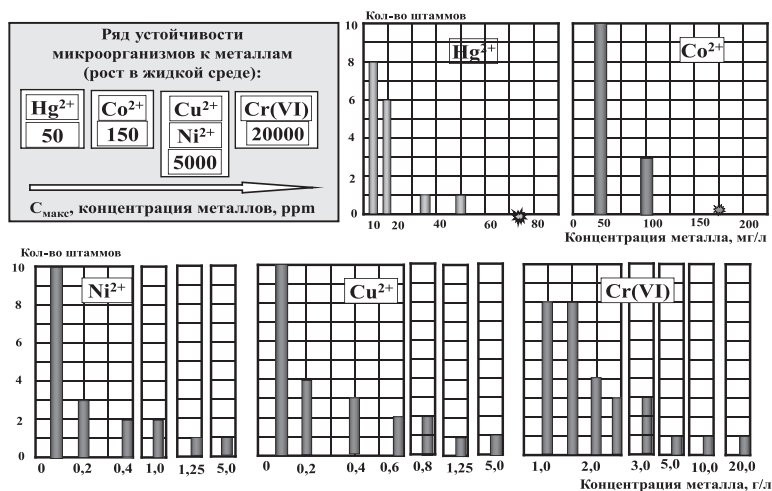 Ряд устойчивости
микроорганизмов к металлам
(рост в жидкой среде):
Hg²⁺ Co²⁺ Cu²⁺ Cr(VI)
50 150 Ni²⁺ 20000
5000
Cмакс, концентрация металлов, ppm
Кол-во штаммов
Hg²⁺
10
8
6
4
2
0
10 20 40 60 80
Co²⁺
0 50 100 150 200
Концентрация металла, мг/л
Кол-во штаммов
Ni²⁺
10
8
6
4
2
0
0 0,2 0,4 1,0 1,25 5,0
Cu²⁺
0 0,2 0,4 0,6 0,8 1,25 5,0
Cr(VI)
1,0 2,0 3,0 5,0 10,0 20,0
Концентрация металла, г/л